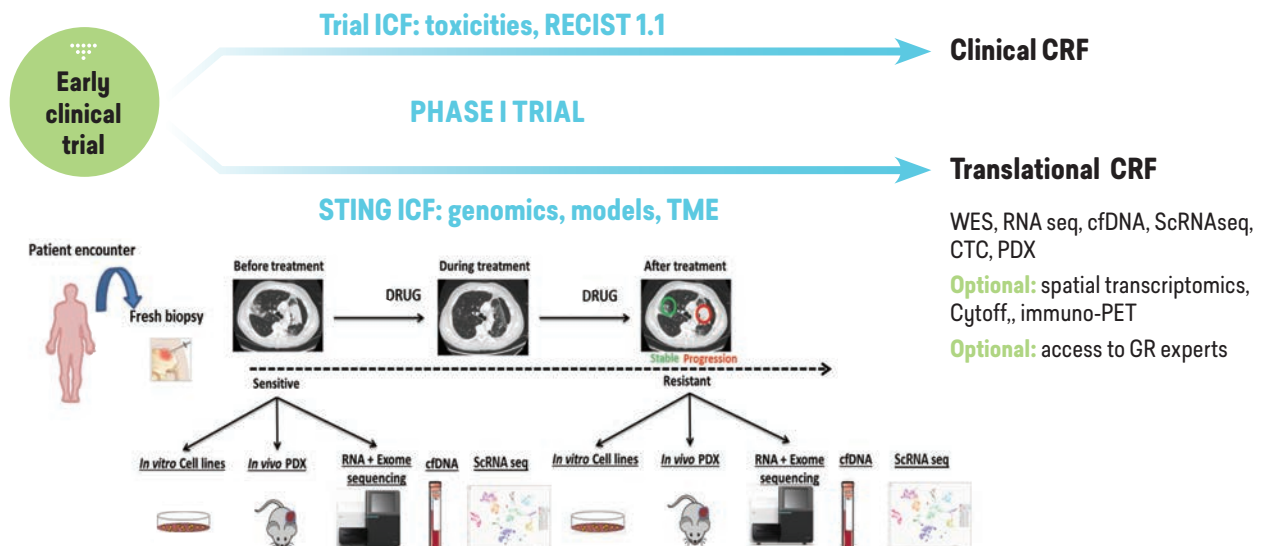 Trial ICF: toxicities, RECIST 1.1
Early
clinical
trial
Clinical CRF
PHASE I TRIAL
Translational CRF
STING ICF: genomics, models, TME
WES, RNA seq, cfDNA, ScRNAseq,
CTC, PDX
Optional: spatial transcriptomics,
Cytoff,, immuno-PET
Optional: access to GR experts
Patient encounter
Fresh biopsy
Before treatment
During treatment
After treatment
DRUG
DRUG
Stable Progression
Sensitive
Resistant
In vitro Cell lines
In vivo PDX
RNA + Exome
sequencing
cfDNA
ScRNA seq
In vitro Cell lines
In vivo PDX
RNA + Exome
sequencing
cfDNA
ScRNA seq